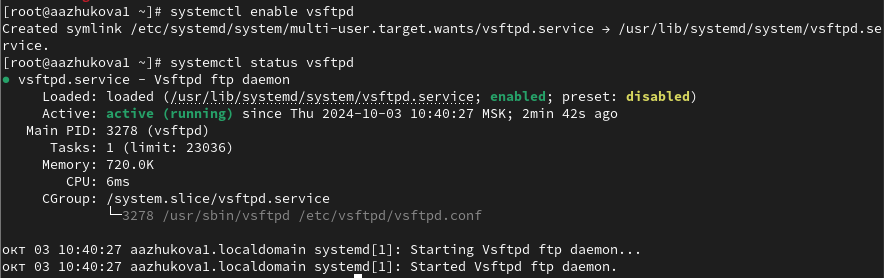 [root@aazhukova1 ~]# systemctl enable vsftpd
Created symlink /etc/systemd/system/multi-user.target.wants/vsftpd.service → /usr/lib/systemd/system/vsftpd.se
rvice.
[root@aazhukova1 ~]# systemctl status vsftpd
● vsftpd.service - Vsftpd ftp daemon
     Loaded: loaded (/usr/lib/systemd/system/vsftpd.service; enabled; preset: disabled)
     Active: active (running) since Thu 2024-10-03 10:40:27 MSK; 2min 42s ago
   Main PID: 3278 (vsftpd)
      Tasks: 1 (limit: 23036)
     Memory: 720.0K
        CPU: 6ms
     CGroup: /system.slice/vsftpd.service
             └─3278 /usr/sbin/vsftpd /etc/vsftpd/vsftpd.conf

окт 03 10:40:27 aazhukova1.localdomain systemd[1]: Starting Vsftpd ftp daemon...
окт 03 10:40:27 aazhukova1.localdomain systemd[1]: Started Vsftpd ftp daemon.